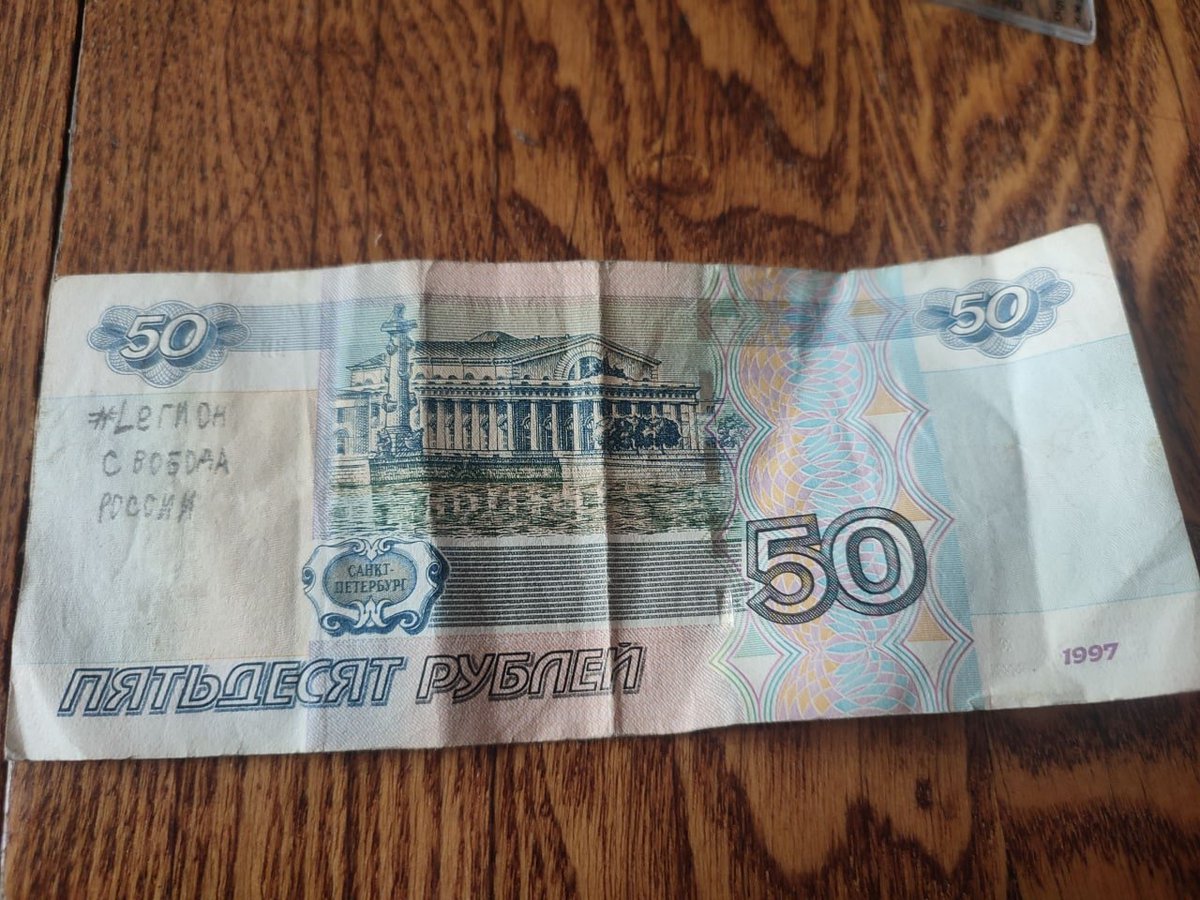 50
50
#Легион
СВОБОДА
РОССИИ
САНКТ-
ПЕТЕРБУРГ
50
ПЯТЬДЕСЯТ РУБЛЕЙ
1997